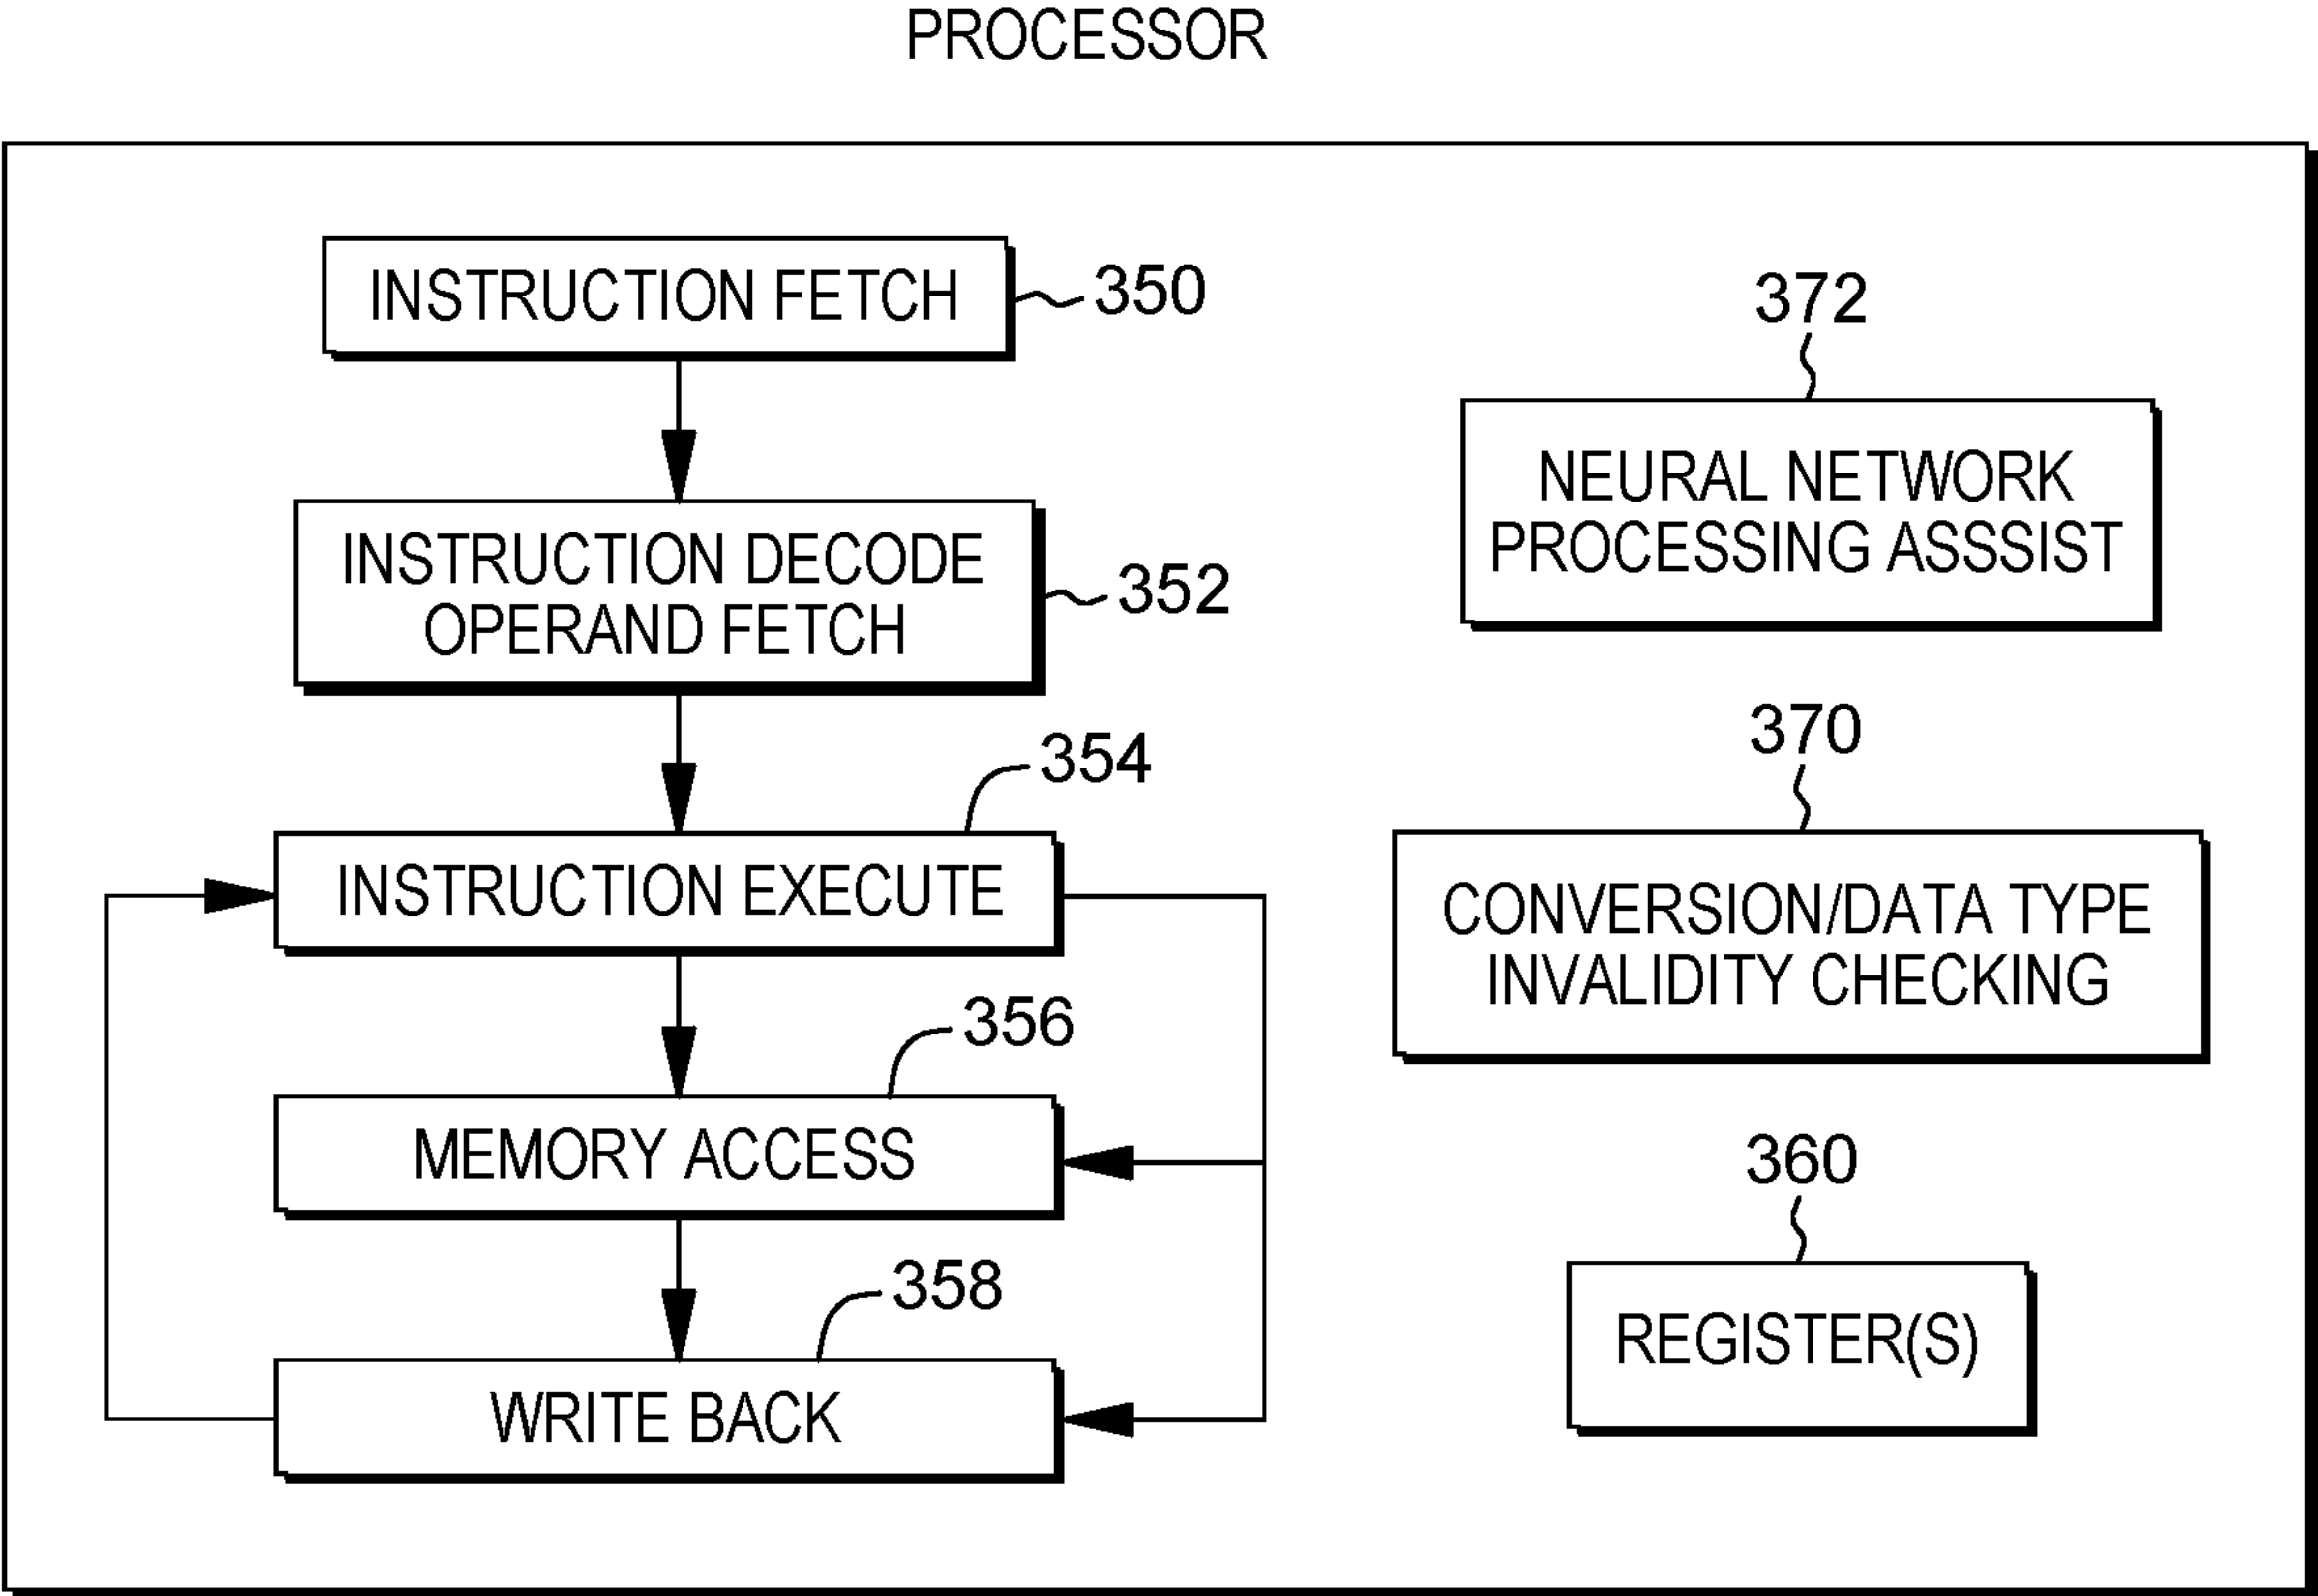 PROCESSOR
INSTRUCTION FETCH
350
INSTRUCTION DECODE
OPERAND FETCH
352
354
INSTRUCTION EXECUTE
356
MEMORY ACCESS
358
WRITE BACK
372
NEURAL NETWORK
PROCESSING ASSSIST
370
CONVERSION/DATA TYPE
INVALIDITY CHECKING
360
REGISTER(S)